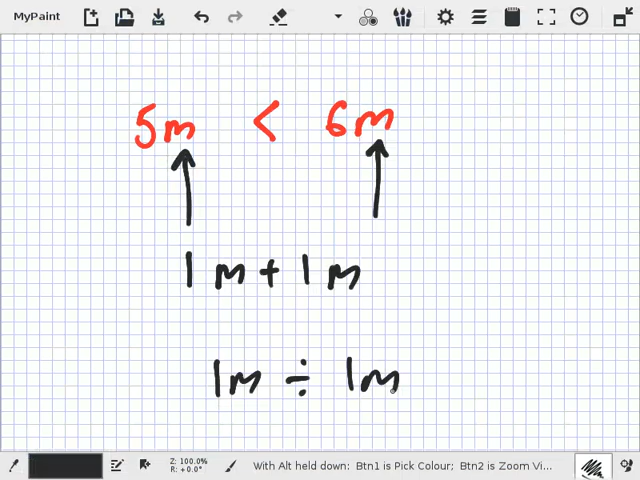 MyPaint
5m < 6m
1m + 1m
1m ÷ 1m
Z: 100.0%
R: +0.0°
With Alt held down: Btn1 is Pick Colour; Btn2 is Zoom Vi...